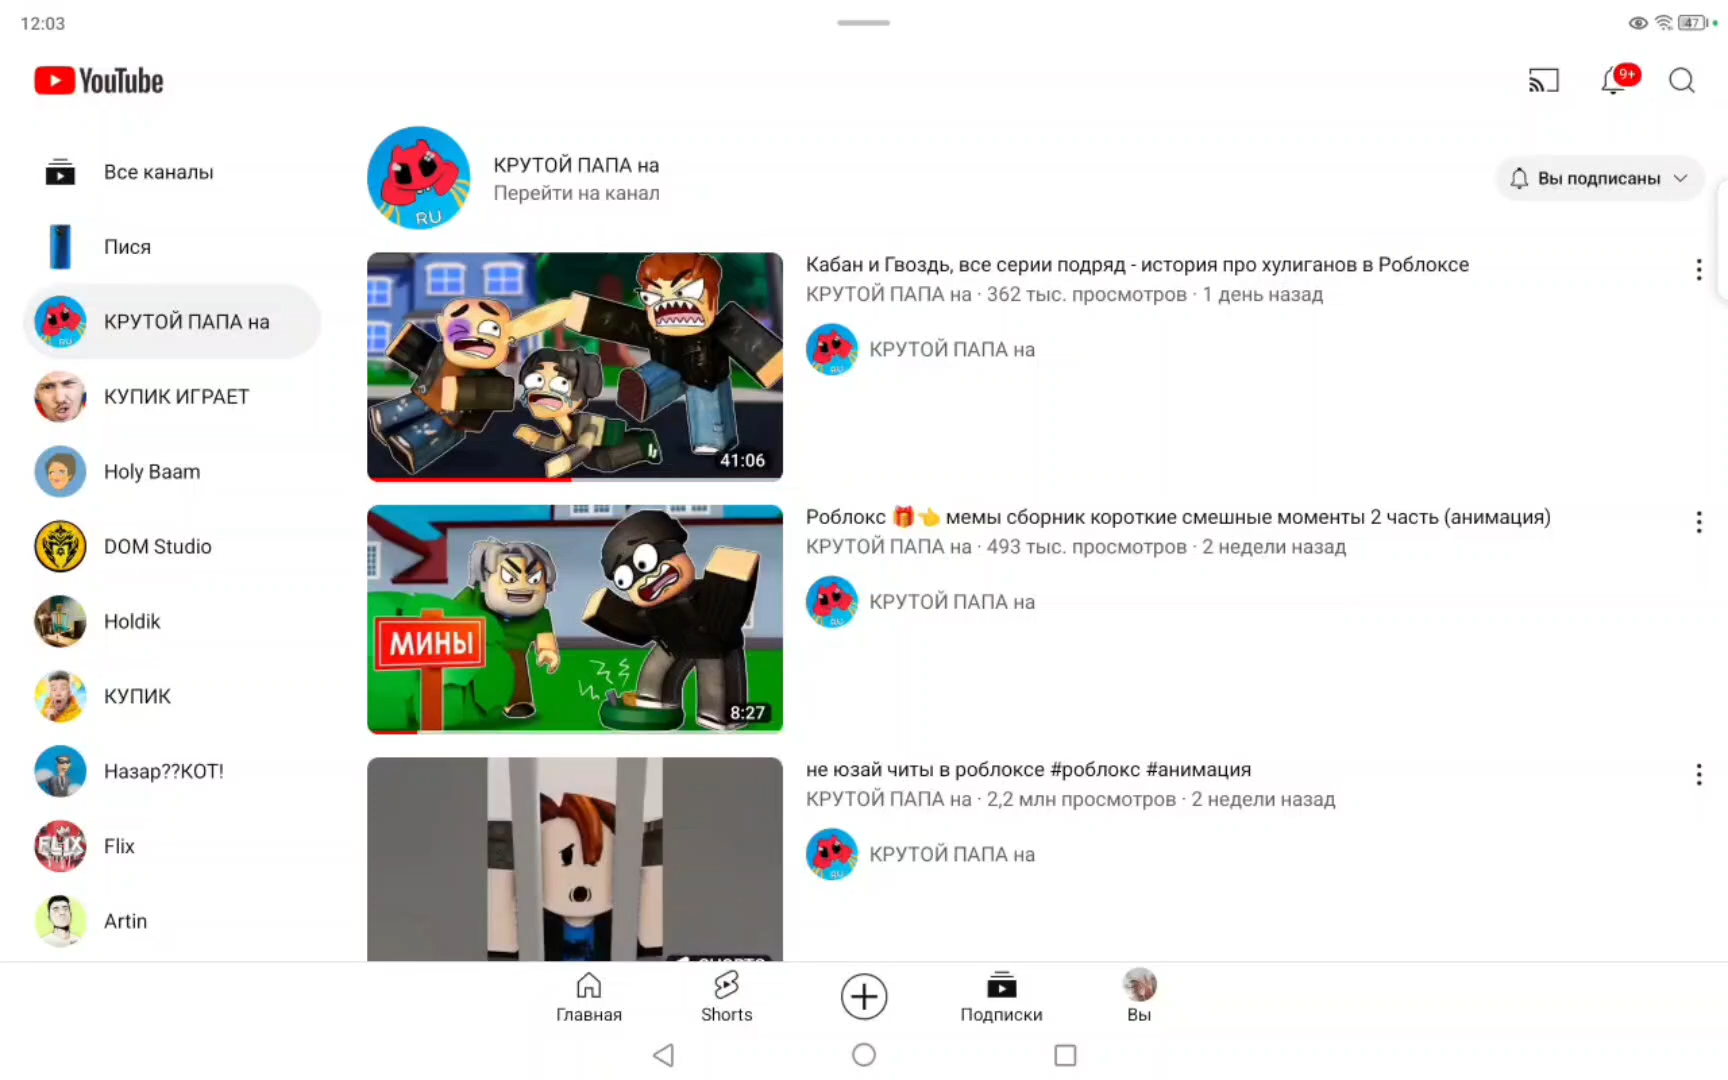 12:03
47
YouTube
9+
Все каналы
Пися
КРУТОЙ ПАПА на
КУПИК ИГРАЕТ
Holy Baam
DOM Studio
Holdik
КУПИК
Назар??КОТ!
FLIX
Flix
Artin
RU
КРУТОЙ ПАПА на
Перейти на канал
Вы подписаны
41:06
Кабан и Гвоздь, все серии подряд - история про хулиганов в Роблоксе
КРУТОЙ ПАПА на · 362 тыс. просмотров · 1 день назад
КРУТОЙ ПАПА на
МИНЫ
8:27
Роблокс 🎁👈 мемы сборник короткие смешные моменты 2 часть (анимация)
КРУТОЙ ПАПА на · 493 тыс. просмотров · 2 недели назад
КРУТОЙ ПАПА на
SHORTS
не юзай читы в роблоксе #роблокс #анимация
КРУТОЙ ПАПА на · 2,2 млн просмотров · 2 недели назад
КРУТОЙ ПАПА на
Главная
Shorts
Подписки
Вы